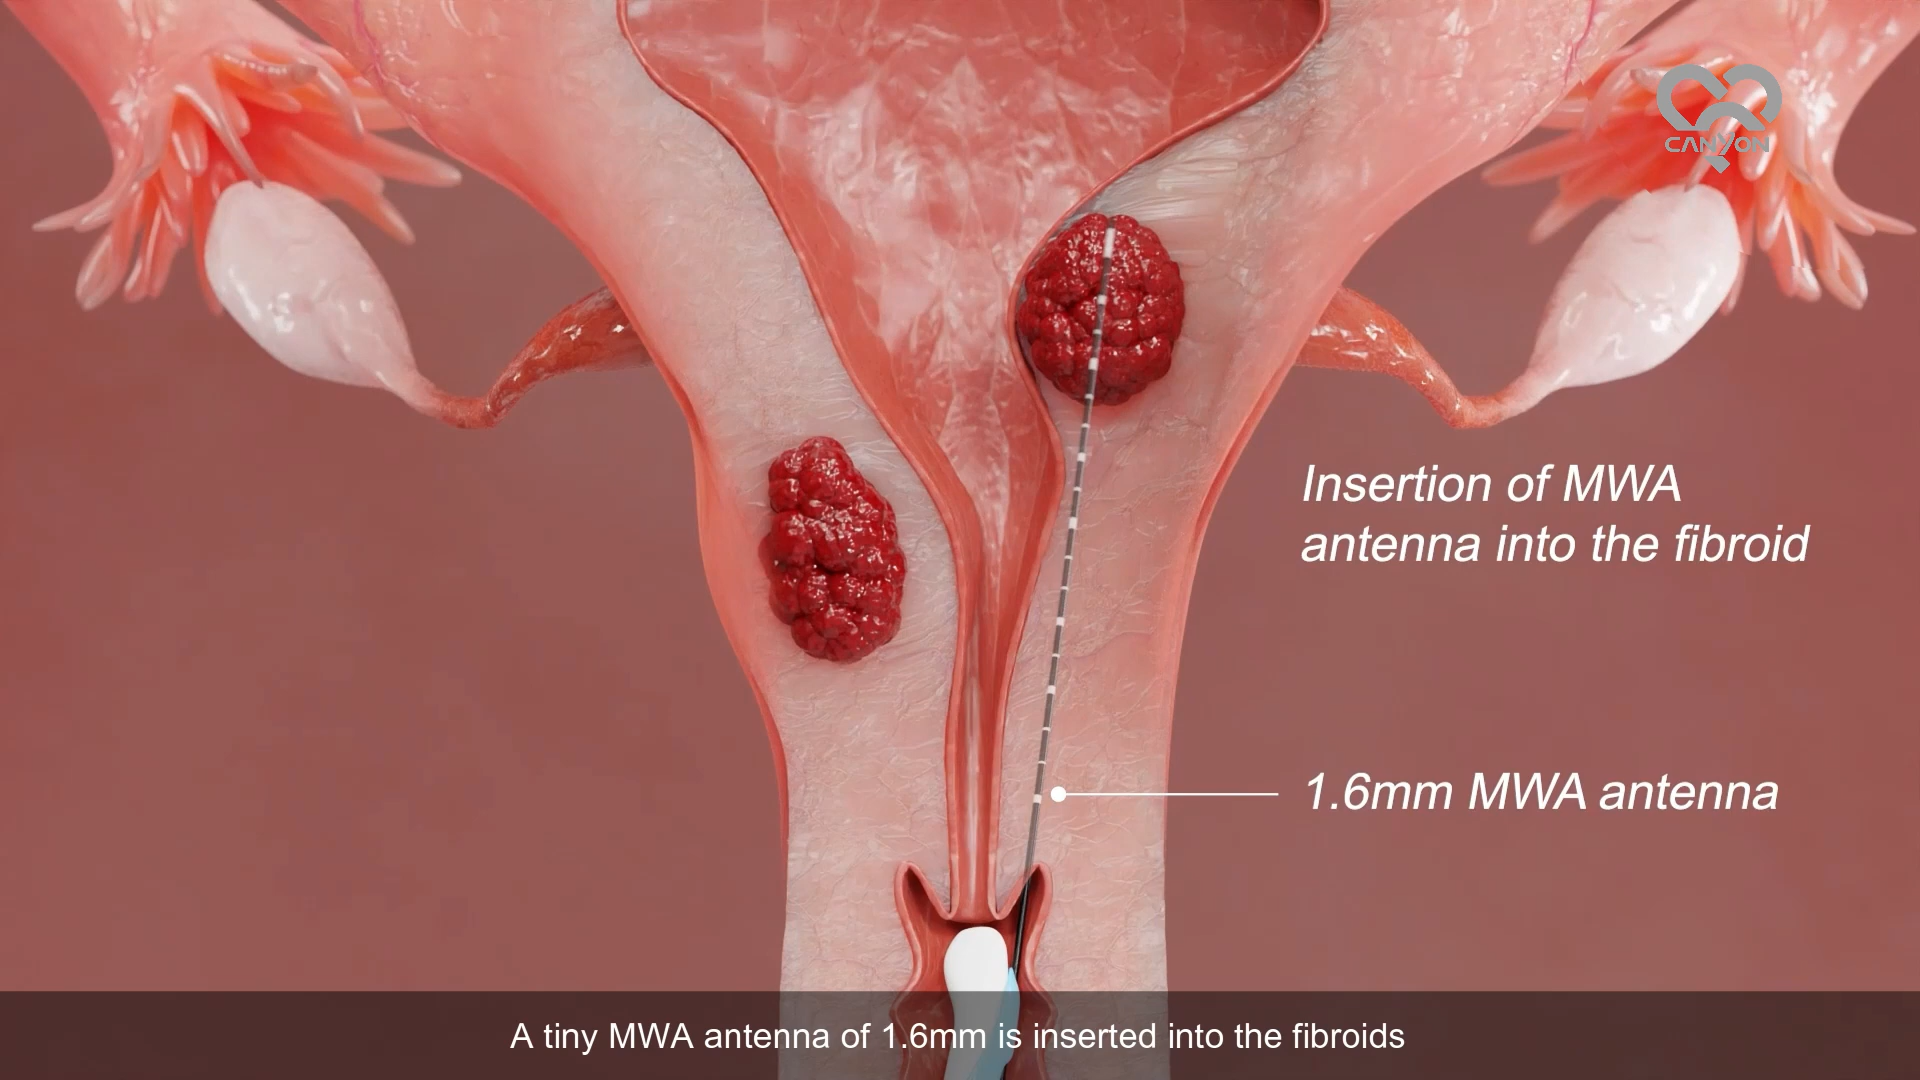 CANYON
Insertion of MWA
antenna into the fibroid
1.6mm MWA antenna
A tiny MWA antenna of 1.6mm is inserted into the fibroids